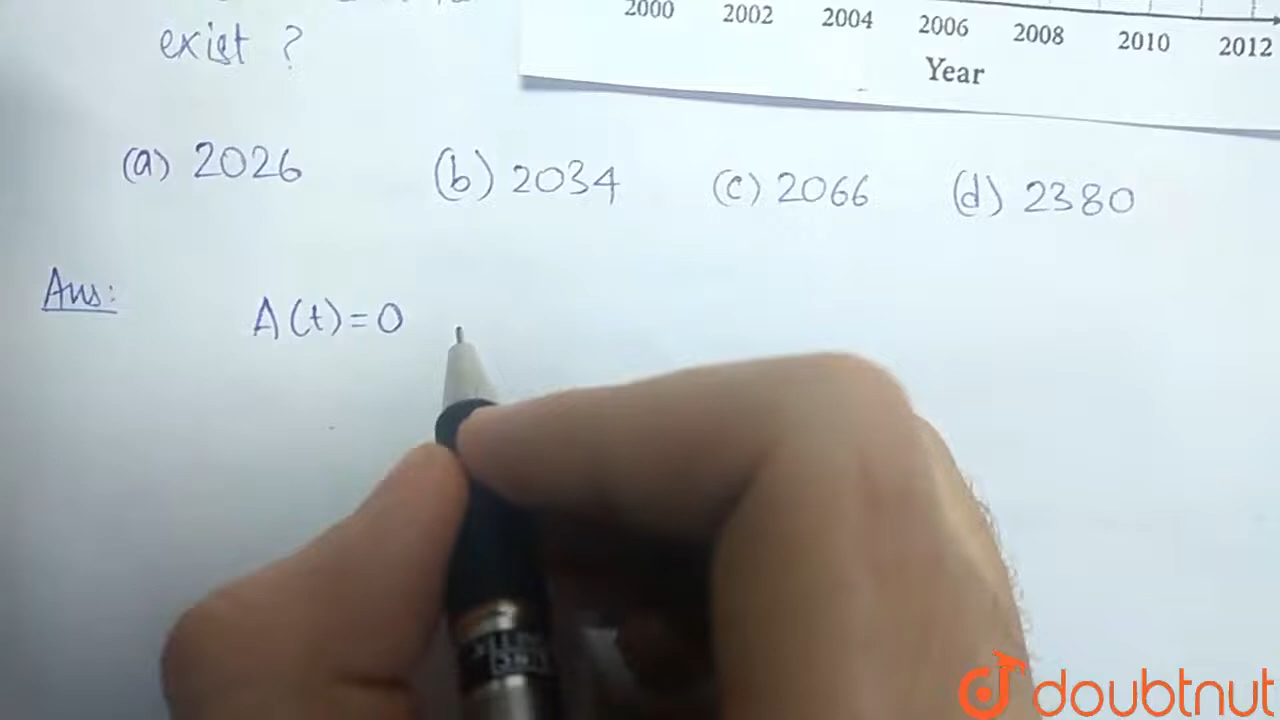 2000 2002 2004 2006 2008 2010 2012
Year
exist ?
(a) 2026 (b) 2034 (c) 2066 (d) 2380
Ans:
A(t)=0
doubtnut